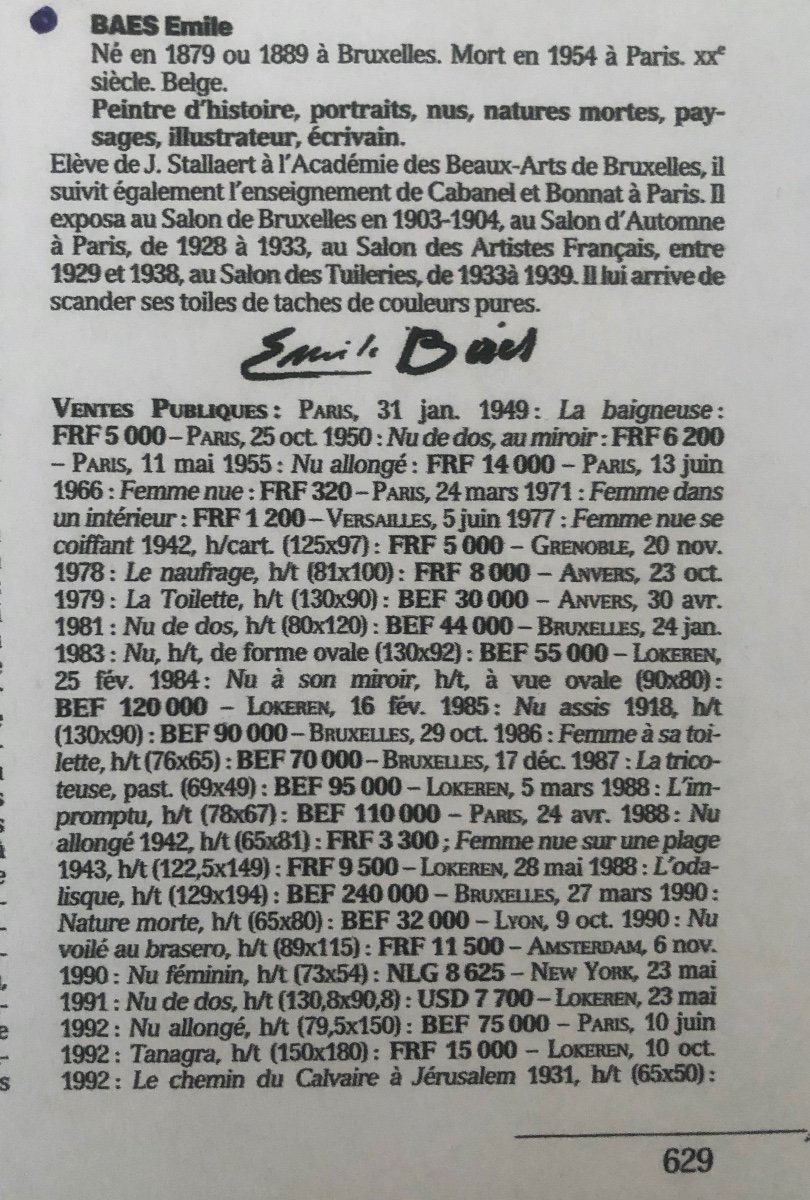 BAES Emile
Né en 1879 ou 1889 à Bruxelles. Mort en 1954 à Paris. XXe
siècle. Belge.
Peintre d'histoire, portraits, nus, natures mortes, pay-
sages, illustrateur, écrivain.
Elève de J. Stallaert à l'Académie des Beaux-Arts de Bruxelles, il
suivit également l'enseignement de Cabanel et Bonnat à Paris. Il
exposa au Salon de Bruxelles en 1903-1904, au Salon d'Automne
à Paris, de 1928 à 1933, au Salon des Artistes Français, entre
1929 et 1938, au Salon des Tuileries, de 1933à 1939. Il lui arrive de
scander ses toiles de taches de couleurs pures.
Emile Baes
VENTES PUBLIQUES : PARIS, 31 jan. 1949 : La baigneuse :
FRF 5 000 – PARIS, 25 oct. 1950 : Nu de dos, au miroir : FRF 6 200
– PARIS, 11 mai 1955 : Nu allongé : FRF 14 000 – PARIS, 13 juin
1966 : Femme nue : FRF 320 – PARIS, 24 mars 1971 : Femme dans
un intérieur : FRF 1 200 – VERSAILLES, 5 juin 1977 : Femme nue se
coiffant 1942, h/cart. (125x97) : FRF 5 000 – GRENOBLE, 20 nov.
1978 : Le naufrage, h/t (81x100) : FRF 8 000 – ANVERS, 23 oct.
1979 : La Toilette, h/t (130x90) : BEF 30 000 – ANVERS, 30 avr.
1981 : Nu de dos, h/t (80x120) : BEF 44 000 – BRUXELLES, 24 jan.
1983 : Nu, h/t, de forme ovale (130x92) : BEF 55 000 – LOKEREN,
25 fév. 1984 : Nu à son miroir, h/t, à vue ovale (90x80) :
BEF 120 000 – LOKEREN, 16 fév. 1985 : Nu assis 1918, h/t
(130x90) : BEF 90 000 – BRUXELLES, 29 oct. 1986 : Femme à sa toi-
lette, h/t (76x65) : BEF 70 000 – BRUXELLES, 17 déc. 1987 : La trico-
teuse, past. (69x49) : BEF 95 000 – LOKEREN, 5 mars 1988 : L'im-
promptu, h/t (78x67) : BEF 110 000 – PARIS, 24 avr. 1988 : Nu
allongé 1942, h/t (65x81) : FRF 3 300 ; Femme nue sur une plage
1943, h/t (122,5x149) : FRF 9 500 – LOKEREN, 28 mai 1988 : L'oda-
lisque, h/t (129x194) : BEF 240 000 – BRUXELLES, 27 mars 1990 :
Nature morte, h/t (65x80) : BEF 32 000 – LYON, 9 oct. 1990 : Nu
voilé au brasero, h/t (89x115) : FRF 11 500 – AMSTERDAM, 6 nov.
1990 : Nu féminin, h/t (73x54) : NLG 8 625 – NEW YORK, 23 mai
1991 : Nu de dos, h/t (130,8x90,8) : USD 7 700 – LOKEREN, 23 mai
1992 : Nu allongé, h/t (79,5x150) : BEF 75 000 – PARIS, 10 juin
1992 : Tanagra, h/t (150x180) : FRF 15 000 – LOKEREN, 10 oct.
1992 : Le chemin du Calvaire à Jérusalem 1931, h/t (65x50) :
629